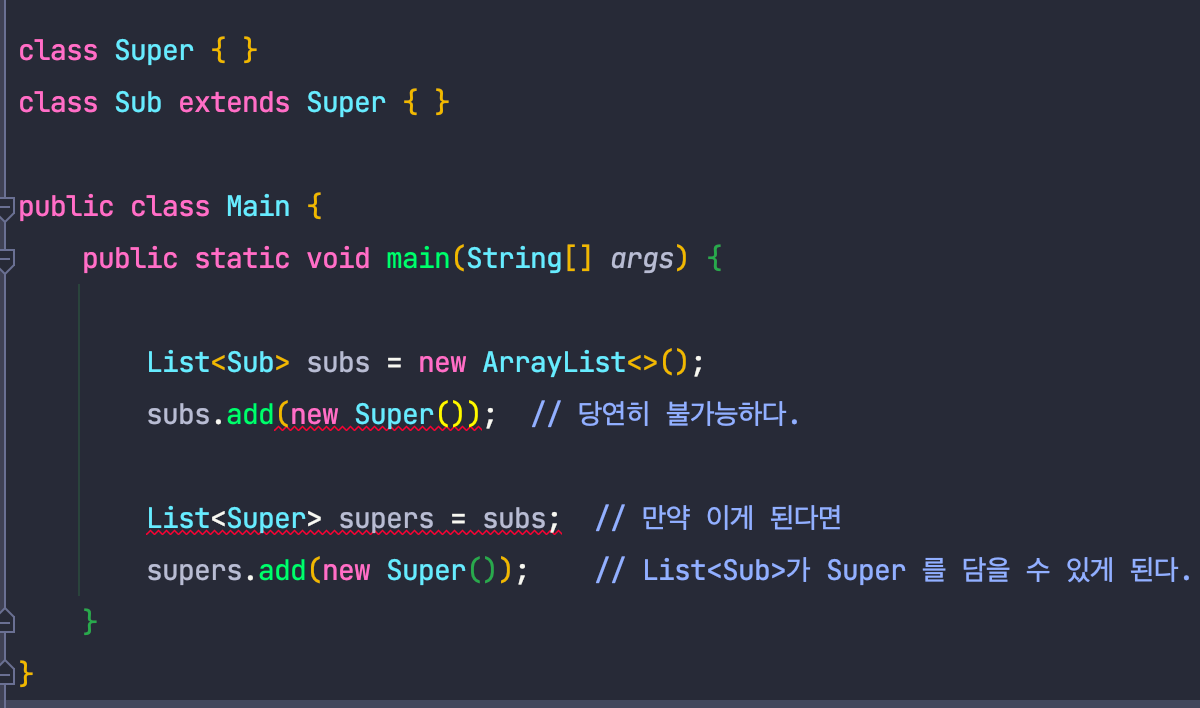 class Super { }
class Sub extends Super { }
public class Main {
public static void main(String[] args) {
List<Sub> subs = new ArrayList<>();
subs.add(new Super()); // 당연히 불가능하다.
List<Super> supers = subs; // 만약 이게 된다면
supers.add(new Super()); // List<Sub>가 Super 를 담을 수 있게 된다.
}
}